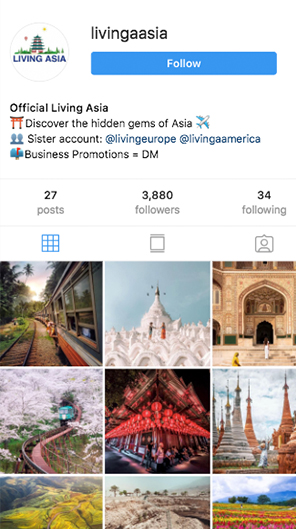 livingaasia
LIVING ASIA
Follow
Official Living Asia
⛩️Discover the hidden gems of Asia ✈️
👥 Sister account: @livingeurope @livingaamerica
📫Business Promotions = DM
27 3,880 34
posts followers following